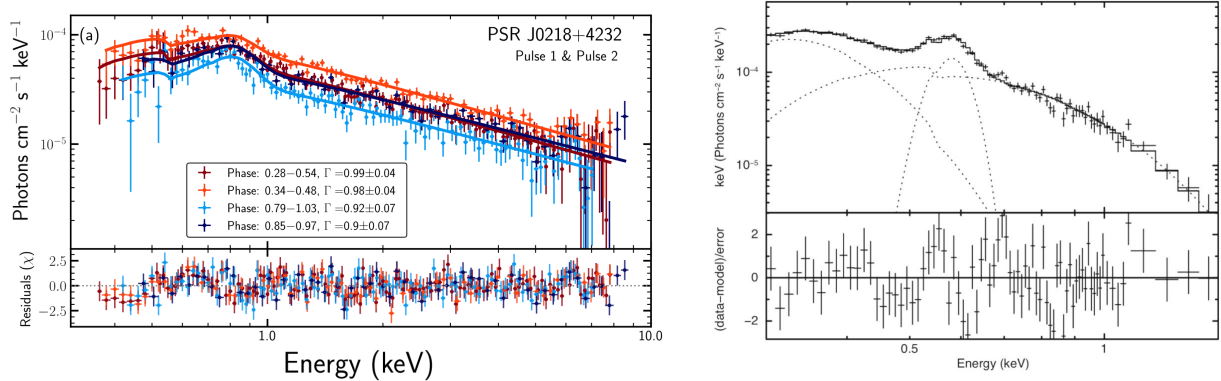 (a)
PSR J0218+4232
Pulse 1 & Pulse 2
Photons cm⁻² s⁻¹ keV⁻¹
10⁻⁴
10⁻⁵
Phase: 0.28−0.54, Γ =0.99±0.04
Phase: 0.34−0.48, Γ =0.98±0.04
Phase: 0.79−1.03, Γ =0.92±0.07
Phase: 0.85−0.97, Γ =0.9±0.07
Residuals (χ)
2.5
0.0
−2.5
1.0
10.0
Energy (keV)
keV (Photons cm⁻² s⁻¹ keV⁻¹)
10⁻⁴
10⁻⁵
(data−model)/error
2
0
−2
0.5
1
Energy (keV)